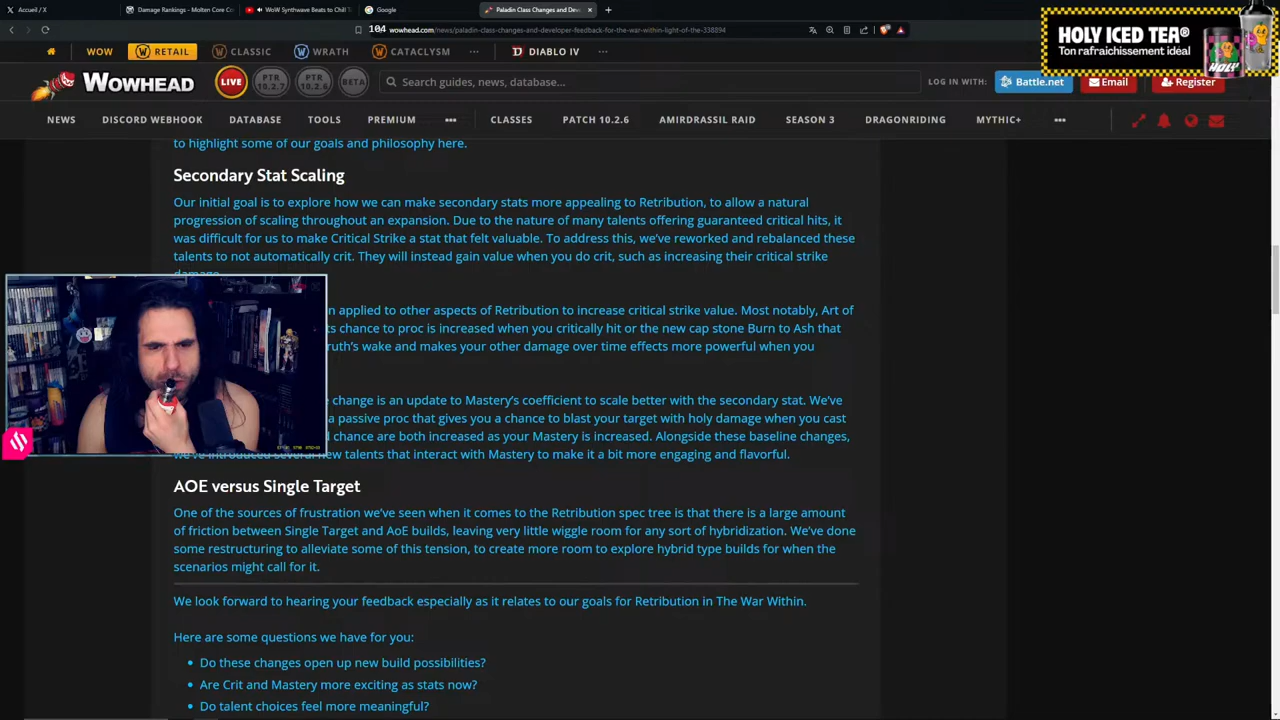 Accueil / X
Damage Rankings - Molten Core Co
WoW Synthwave Beats to Chill T
Google
Paladin Class Changes and Dev
104
wowhead.com/news/paladin-class-changes-and-developer-feedback-for-the-war-within-light-of-the-338894
HOLY ICED TEA®
Ton rafraichissement idéal
HOLY
WOW
RETAIL
CLASSIC
WRATH
CATACLYSM
DIABLO IV
WOWHEAD
LIVE
PTR 10.2.7
PTR 10.2.6
BETA
Search guides, news, database...
LOG IN WITH:
Battle.net
Email
Register
NEWS
DISCORD WEBHOOK
DATABASE
TOOLS
PREMIUM
CLASSES
PATCH 10.2.6
AMIRDRASSIL RAID
SEASON 3
DRAGONRIDING
MYTHIC+
to highlight some of our goals and philosophy here.
Secondary Stat Scaling
Our initial goal is to explore how we can make secondary stats more appealing to Retribution, to allow a natural
progression of scaling throughout an expansion. Due to the nature of many talents offering guaranteed critical hits, it
was difficult for us to make Critical Strike a stat that felt valuable. To address this, we've reworked and rebalanced these
talents to not automatically crit. They will instead gain value when you do crit, such as increasing their critical strike
damage.
n applied to other aspects of Retribution to increase critical strike value. Most notably, Art of
s chance to proc is increased when you critically hit or the new cap stone Burn to Ash that
ruth's wake and makes your other damage over time effects more powerful when you
e change is an update to Mastery's coefficient to scale better with the secondary stat. We've
a passive proc that gives you a chance to blast your target with holy damage when you cast
d chance are both increased as your Mastery is increased. Alongside these baseline changes,
we've introduced several new talents that interact with Mastery to make it a bit more engaging and flavorful.
AOE versus Single Target
One of the sources of frustration we've seen when it comes to the Retribution spec tree is that there is a large amount
of friction between Single Target and AoE builds, leaving very little wiggle room for any sort of hybridization. We've done
some restructuring to alleviate some of this tension, to create more room to explore hybrid type builds for when the
scenarios might call for it.
We look forward to hearing your feedback especially as it relates to our goals for Retribution in The War Within.
Here are some questions we have for you:
Do these changes open up new build possibilities?
Are Crit and Mastery more exciting as stats now?
Do talent choices feel more meaningful?